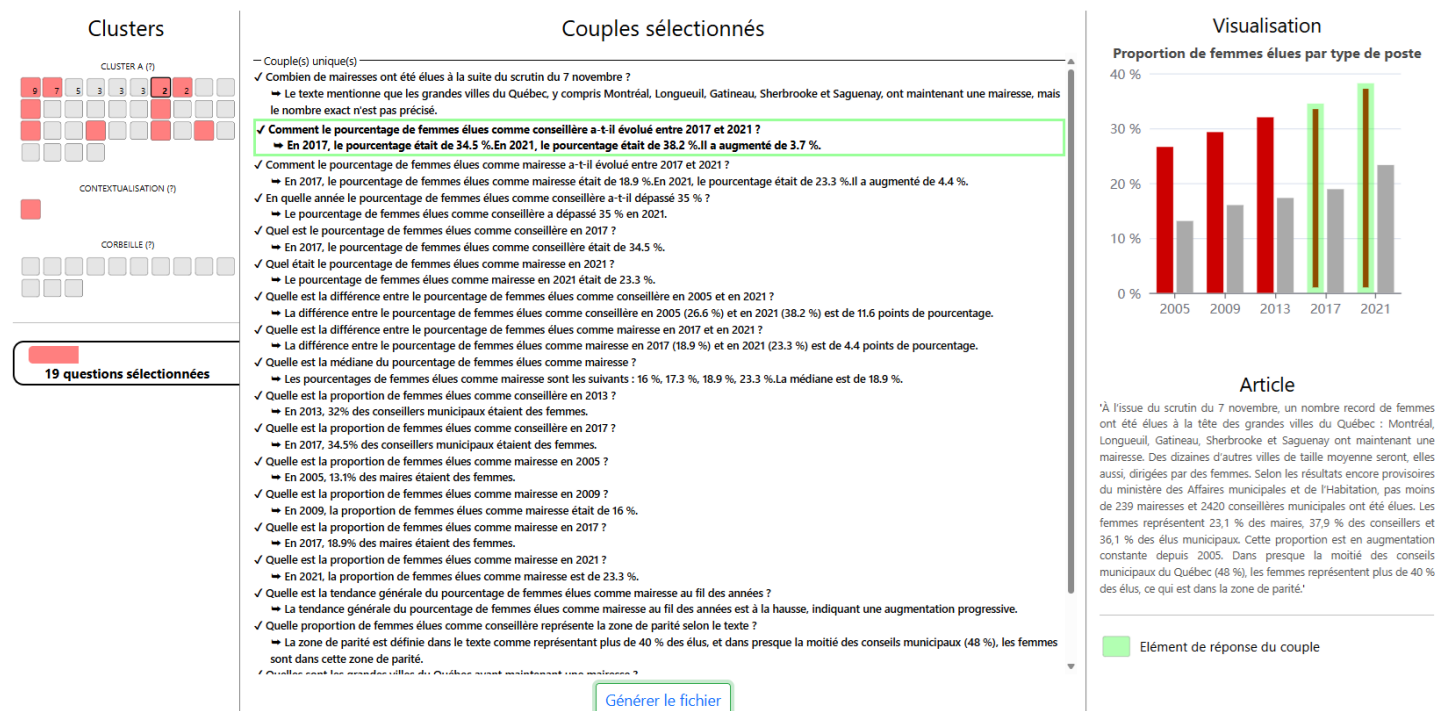 Clusters
CLUSTER A (?)
9 7 5 3 3 3 2 2
CONTEXTUALISATION (?)
CORBEILLE (?)
19 questions sélectionnées
Couples sélectionnés
Couple(s) unique(s)
✓ Combien de mairesses ont été élues à la suite du scrutin du 7 novembre ?
➥ Le texte mentionne que les grandes villes du Québec, y compris Montréal, Longueuil, Gatineau, Sherbrooke et Saguenay, ont maintenant une mairesse, mais
le nombre exact n'est pas précisé.
✓ Comment le pourcentage de femmes élues comme conseillère a-t-il évolué entre 2017 et 2021 ?
➥ En 2017, le pourcentage était de 34.5 %.En 2021, le pourcentage était de 38.2 %.Il a augmenté de 3.7 %.
✓ Comment le pourcentage de femmes élues comme mairesse a-t-il évolué entre 2017 et 2021 ?
➥ En 2017, le pourcentage de femmes élues comme mairesse était de 18.9 %.En 2021, le pourcentage était de 23.3 %.Il a augmenté de 4.4 %.
✓ En quelle année le pourcentage de femmes élues comme conseillère a-t-il dépassé 35 % ?
➥ Le pourcentage de femmes élues comme conseillère a dépassé 35 % en 2021.
✓ Quel est le pourcentage de femmes élues comme conseillère en 2017 ?
➥ En 2017, le pourcentage de femmes élues comme conseillère était de 34.5 %.
✓ Quel était le pourcentage de femmes élues comme mairesse en 2021 ?
➥ Le pourcentage de femmes élues comme mairesse en 2021 était de 23.3 %.
✓ Quelle est la différence entre le pourcentage de femmes élues comme conseillère en 2005 et en 2021 ?
➥ La différence entre le pourcentage de femmes élues comme conseillère en 2005 (26.6 %) et en 2021 (38.2 %) est de 11.6 points de pourcentage.
✓ Quelle est la différence entre le pourcentage de femmes élues comme mairesse en 2017 et en 2021 ?
➥ La différence entre le pourcentage de femmes élues comme mairesse en 2017 (18.9 %) et en 2021 (23.3 %) est de 4.4 points de pourcentage.
✓ Quelle est la médiane du pourcentage de femmes élues comme mairesse ?
➥ Les pourcentages de femmes élues comme mairesse sont les suivants : 16 %, 17.3 %, 18.9 %, 23.3 %.La médiane est de 18.9 %.
✓ Quelle est la proportion de femmes élues comme conseillère en 2013 ?
➥ En 2013, 32% des conseillers municipaux étaient des femmes.
✓ Quelle est la proportion de femmes élues comme conseillère en 2017 ?
➥ En 2017, 34.5% des conseillers municipaux étaient des femmes.
✓ Quelle est la proportion de femmes élues comme mairesse en 2005 ?
➥ En 2005, 13.1% des maires étaient des femmes.
✓ Quelle est la proportion de femmes élues comme mairesse en 2009 ?
➥ En 2009, la proportion de femmes élues comme mairesse était de 16 %.
✓ Quelle est la proportion de femmes élues comme mairesse en 2017 ?
➥ En 2017, 18.9% des maires étaient des femmes.
✓ Quelle est la proportion de femmes élues comme mairesse en 2021 ?
➥ En 2021, la proportion de femmes élues comme mairesse est de 23.3 %.
✓ Quelle est la tendance générale du pourcentage de femmes élues comme mairesse au fil des années ?
➥ La tendance générale du pourcentage de femmes élues comme mairesse au fil des années est à la hausse, indiquant une augmentation progressive.
✓ Quelle proportion de femmes élues comme conseillère représente la zone de parité selon le texte ?
➥ La zone de parité est définie dans le texte comme représentant plus de 40 % des élus, et dans presque la moitié des conseils municipaux (48 %), les femmes
sont dans cette zone de parité.
✓ Quelles sont les grandes villes du Québec ayant maintenant une mairesse ?
Générer le fichier
Visualisation
Proportion de femmes élues par type de poste
40 %
30 %
20 %
10 %
0 %
2005 2009 2013 2017 2021
Article
'À l'issue du scrutin du 7 novembre, un nombre record de femmes
ont été élues à la tête des grandes villes du Québec : Montréal,
Longueuil, Gatineau, Sherbrooke et Saguenay ont maintenant une
mairesse. Des dizaines d'autres villes de taille moyenne seront, elles
aussi, dirigées par des femmes. Selon les résultats encore provisoires
du ministère des Affaires municipales et de l'Habitation, pas moins
de 239 mairesses et 2420 conseillères municipales ont été élues. Les
femmes représentent 23,1 % des maires, 37,9 % des conseillers et
36,1 % des élus municipaux. Cette proportion est en augmentation
constante depuis 2005. Dans presque la moitié des conseils
municipaux du Québec (48 %), les femmes représentent plus de 40 %
des élus, ce qui est dans la zone de parité.'
Elément de réponse du couple